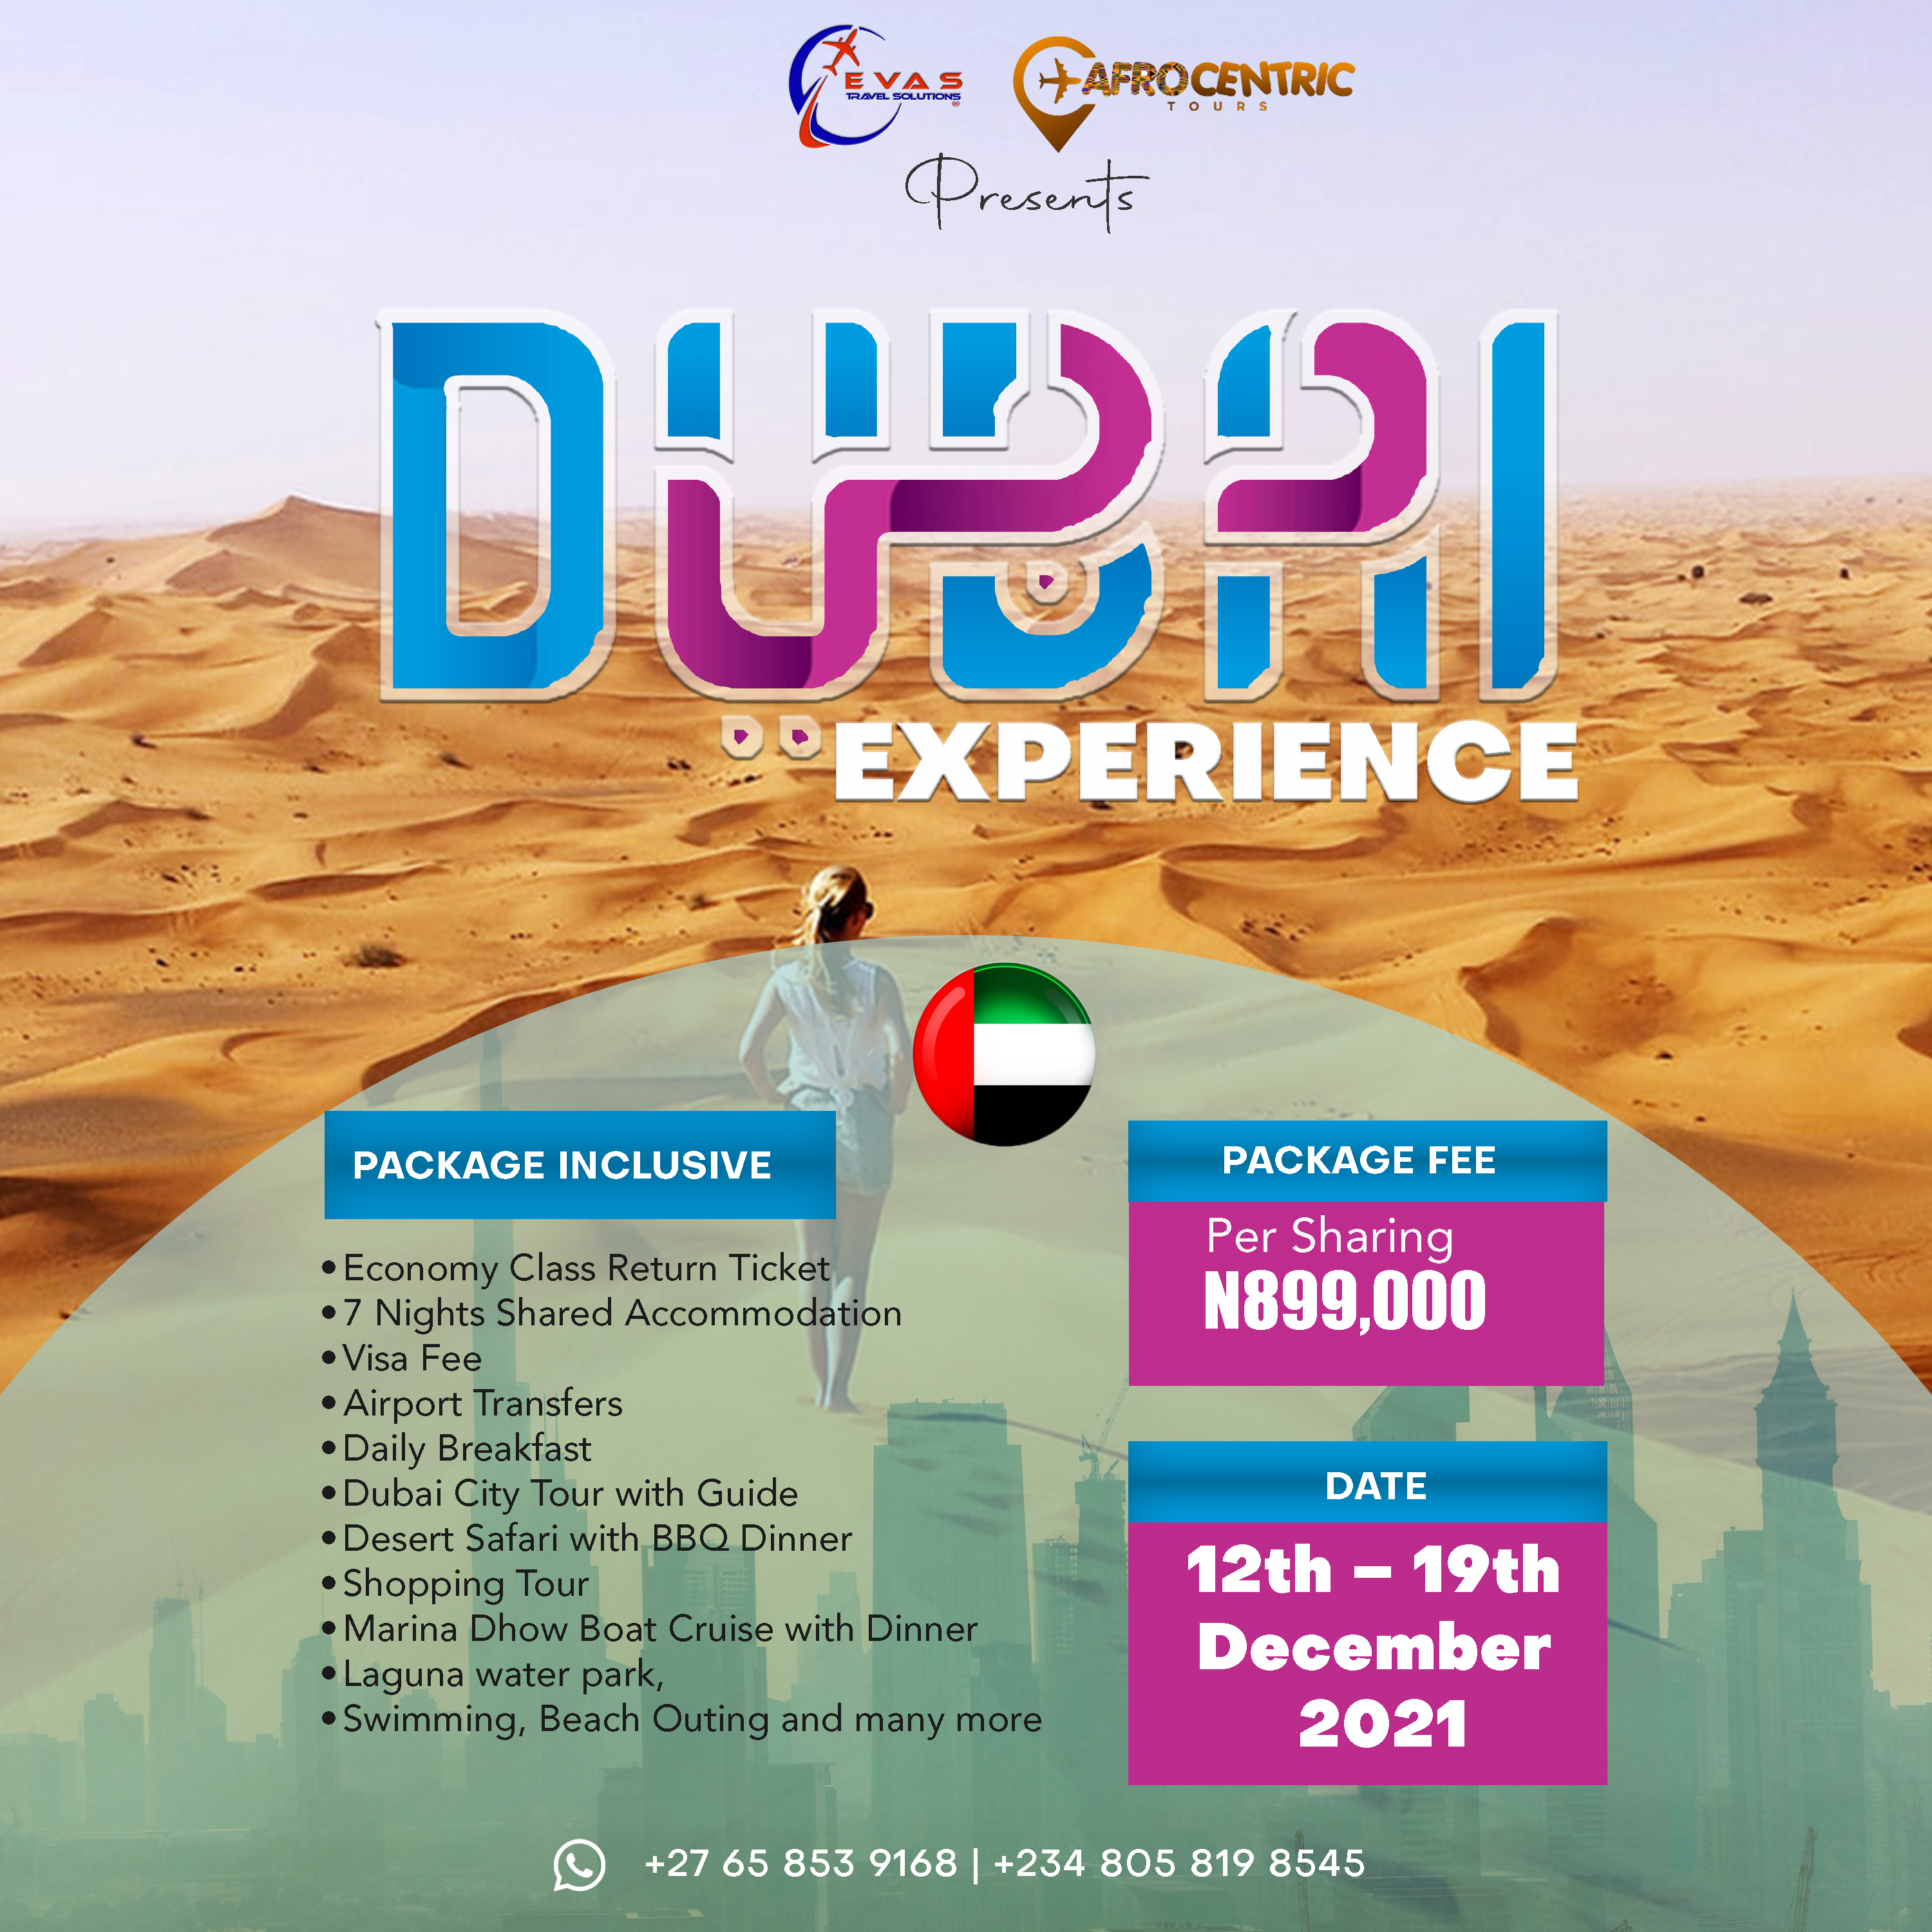 EVAS
TRAVEL SOLUTIONS
AFROCENTRIC
TOURS
Presents
DUBAI
EXPERIENCE
PACKAGE INCLUSIVE
• Economy Class Return Ticket
• 7 Nights Shared Accommodation
• Visa Fee
• Airport Transfers
• Daily Breakfast
• Dubai City Tour with Guide
• Desert Safari with BBQ Dinner
• Shopping Tour
• Marina Dhow Boat Cruise with Dinner
• Laguna water park,
• Swimming, Beach Outing and many more
PACKAGE FEE
Per Sharing
N899,000
DATE
12th – 19th
December
2021
+27 65 853 9168 | +234 805 819 8545